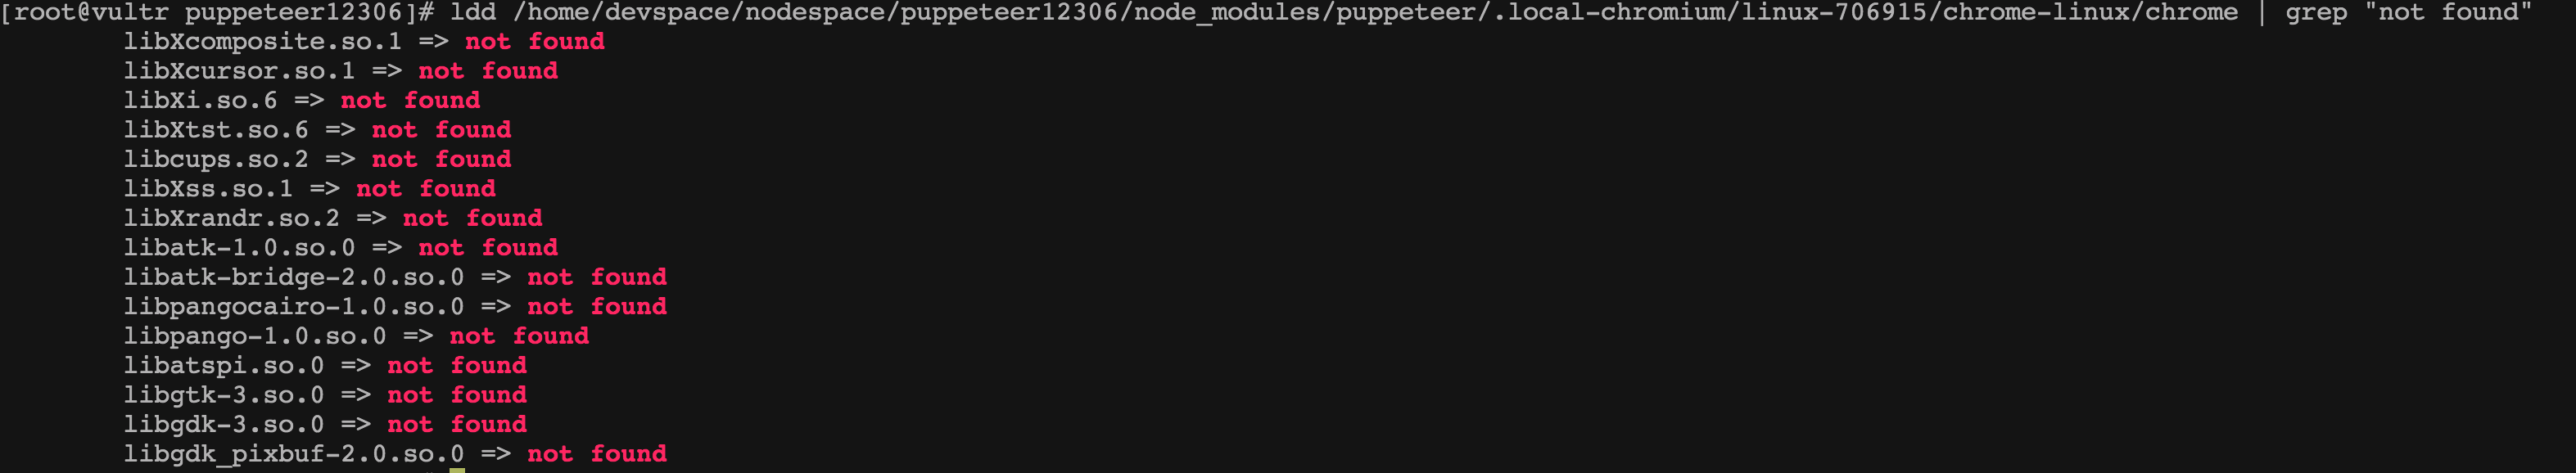 [root@vultr puppeteer12306]# ldd /home/devspace/nodespace/puppeteer12306/node_modules/puppeteer/.local-chromium/linux-706915/chrome-linux/chrome | grep "not found"
libXcomposite.so.1 => not found
libXcursor.so.1 => not found
libXi.so.6 => not found
libXtst.so.6 => not found
libcups.so.2 => not found
libXss.so.1 => not found
libXrandr.so.2 => not found
libatk-1.0.so.0 => not found
libatk-bridge-2.0.so.0 => not found
libpangocairo-1.0.so.0 => not found
libpango-1.0.so.0 => not found
libatspi.so.0 => not found
libgtk-3.so.0 => not found
libgdk-3.so.0 => not found
libgdk_pixbuf-2.0.so.0 => not found